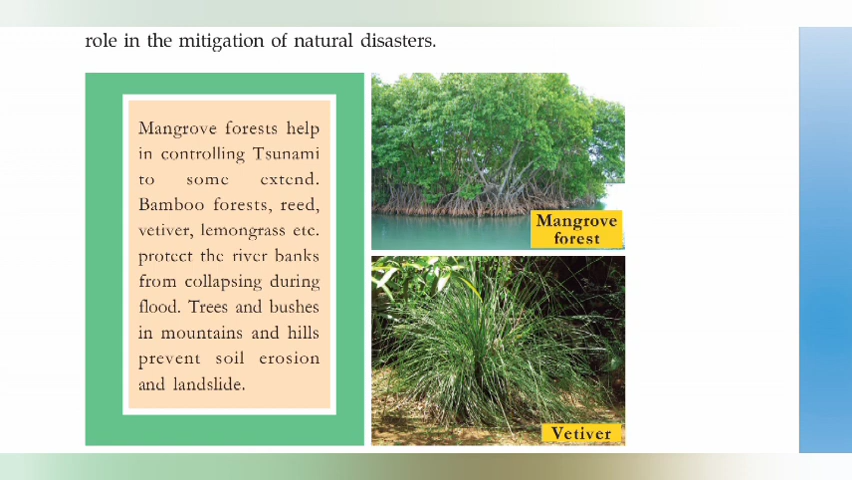 role in the mitigation of natural disasters.
Mangrove forests help
in controlling Tsunami
to some extend.
Bamboo forests, reed,
vetiver, lemongrass etc.
protect the river banks
from collapsing during
flood. Trees and bushes
in mountains and hills
prevent soil erosion
and landslide.
Mangrove
forest
Vetiver